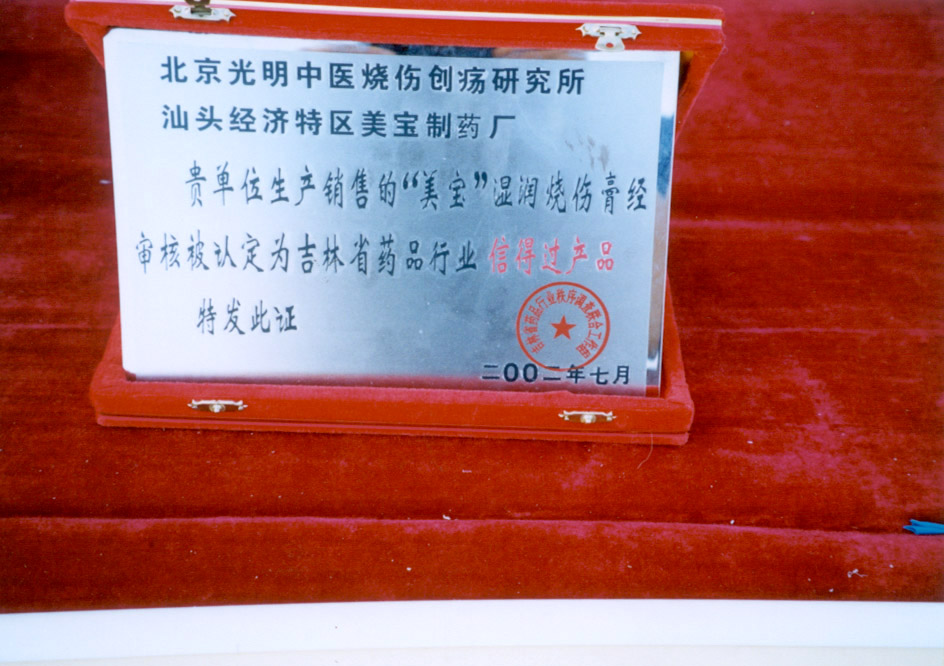 北京光明中医烧伤创疡研究所
汕头经济特区美宝制药厂
贵单位生产销售的“美宝”湿润烧伤膏经
审核被认定为吉林省药品行业信得过产品
特发此证
二00二年七月